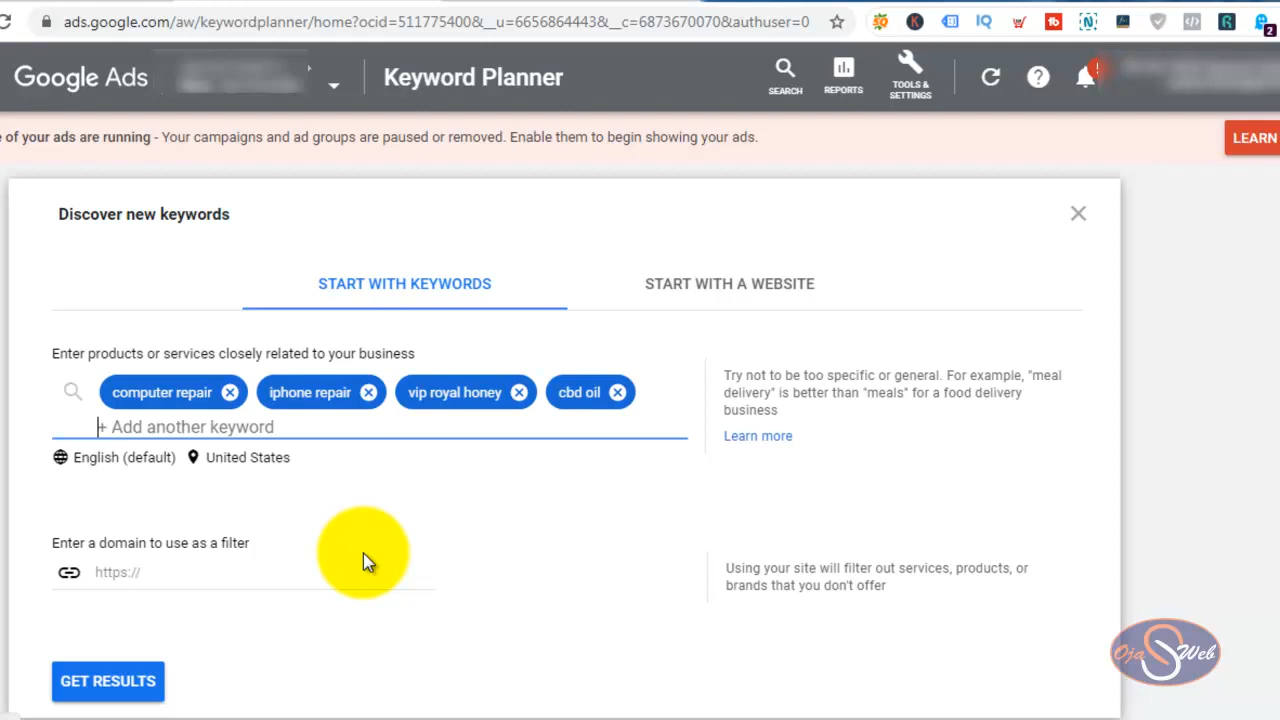 ads.google.com/aw/keywordplanner/home?ocid=511775400&__u=6656864443&__c=6873670070&authuser=0
2
Google Ads
Keyword Planner
SEARCH
REPORTS
TOOLS &
SETTINGS
e of your ads are running - Your campaigns and ad groups are paused or removed. Enable them to begin showing your ads.
LEARN
Discover new keywords
START WITH KEYWORDS
START WITH A WEBSITE
Enter products or services closely related to your business
computer repair
iphone repair
vip royal honey
cbd oil
+ Add another keyword
Try not to be too specific or general. For example, "meal
delivery" is better than "meals" for a food delivery
business
Learn more
English (default)
United States
Enter a domain to use as a filter
https://
Using your site will filter out services, products, or
brands that you don't offer
GET RESULTS
Ojas Web